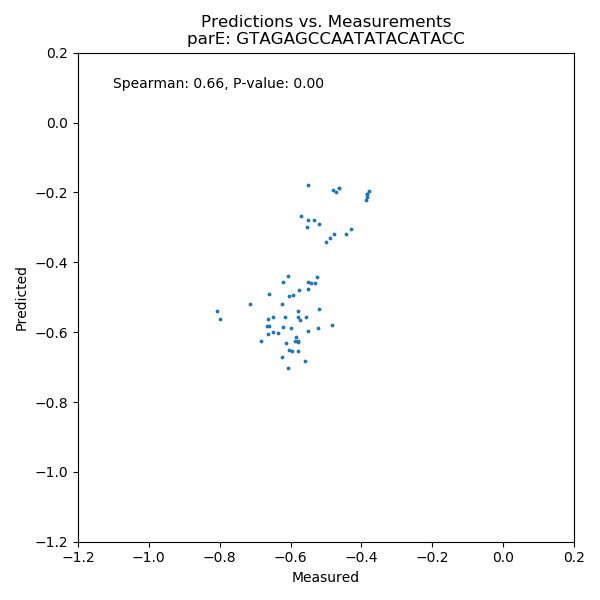 Predictions vs. Measurements
parE: GTAGAGCCAATATACATACC
Spearman: 0.66, P-value: 0.00
0.2
0.0
−0.2
−0.4
−0.6
−0.8
−1.0
−1.2
Predicted
−1.2 −1.0 −0.8 −0.6 −0.4 −0.2 0.0 0.2
Measured